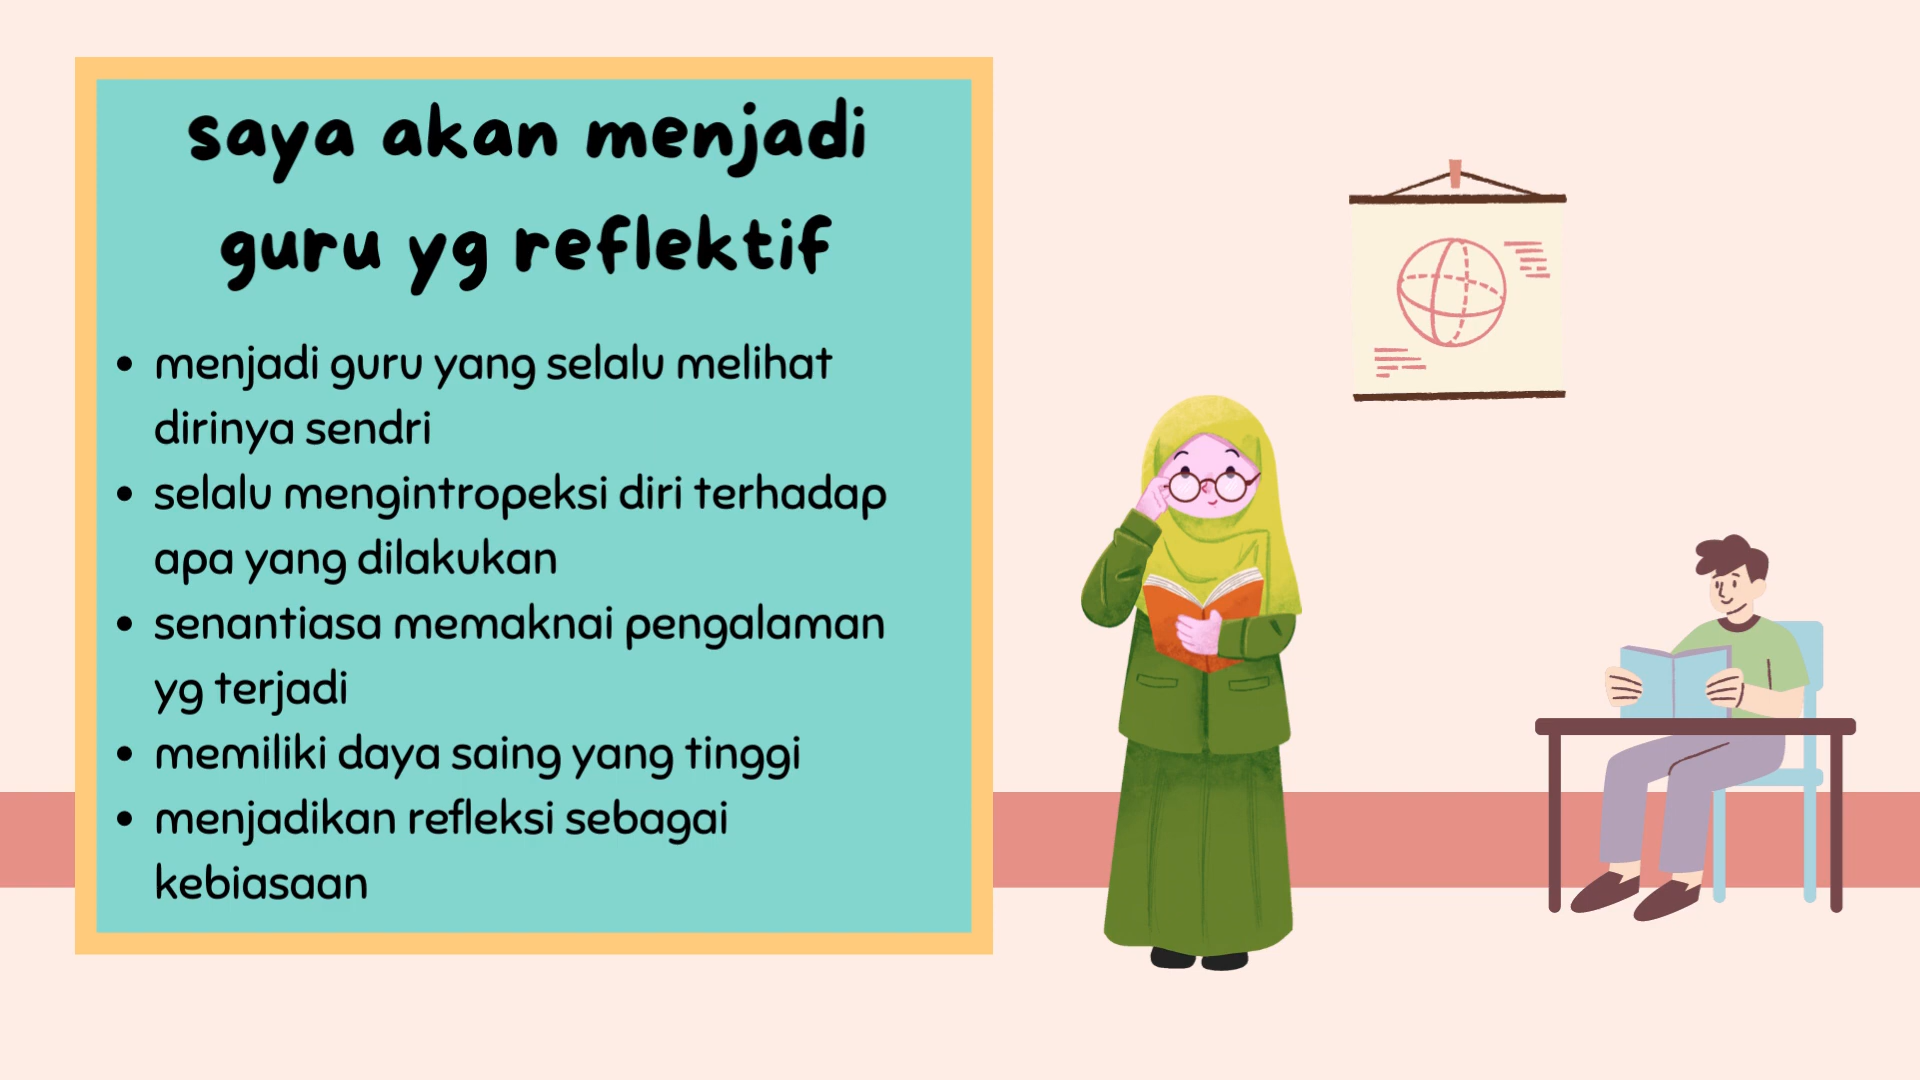 saya akan menjadi
guru yg reflektif
• menjadi guru yang selalu melihat
dirinya sendri
• selalu mengintropeksi diri terhadap
apa yang dilakukan
• senantiasa memaknai pengalaman
yg terjadi
• memiliki daya saing yang tinggi
• menjadikan refleksi sebagai
kebiasaan